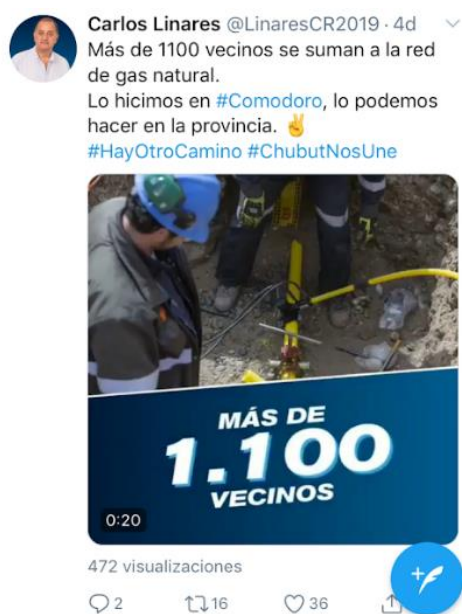 Carlos Linares @LinaresCR2019 · 4d
Más de 1100 vecinos se suman a la red
de gas natural.
Lo hicimos en #Comodoro, lo podemos
hacer en la provincia. ✌️
#HayOtroCamino #ChubutNosUne
MÁS DE
1.100
VECINOS
0:20
472 visualizaciones
2 16 36